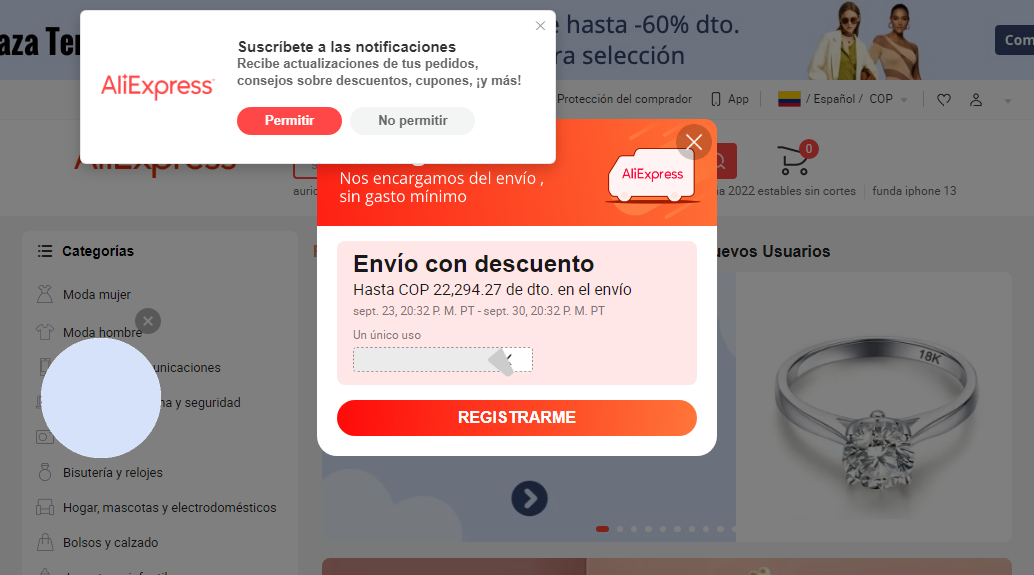 aza
hasta -60% dto.
ra selección
Com
Suscríbete a las notificaciones
Recibe actualizaciones de tus pedidos,
consejos sobre descuentos, cupones, ¡y más!
AliExpress
Permitir
No permitir
Protección del comprador
App
/ Español / COP
0
Nos encargamos del envío ,
sin gasto mínimo
AliExpress
auric
ia 2022 estables sin cortes
funda iphone 13
Categorías
Moda mujer
Moda hombre
unicaciones
na y seguridad
Bisutería y relojes
Hogar, mascotas y electrodomésticos
Bolsos y calzado
uevos Usuarios
Envío con descuento
Hasta COP 22,294.27 de dto. en el envío
sept. 23, 20:32 P. M. PT - sept. 30, 20:32 P. M. PT
Un único uso
REGISTRARME
18K